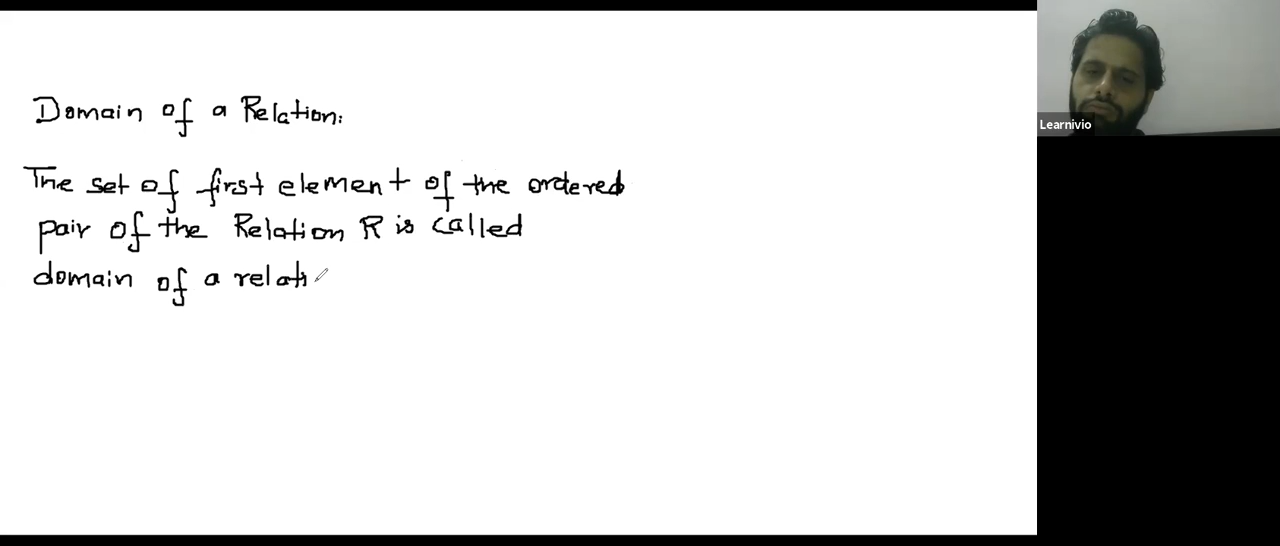 Domain of a Relation:
The set of first element of the ordered
pair of the Relation R is called
domain of a relati
Learnivio